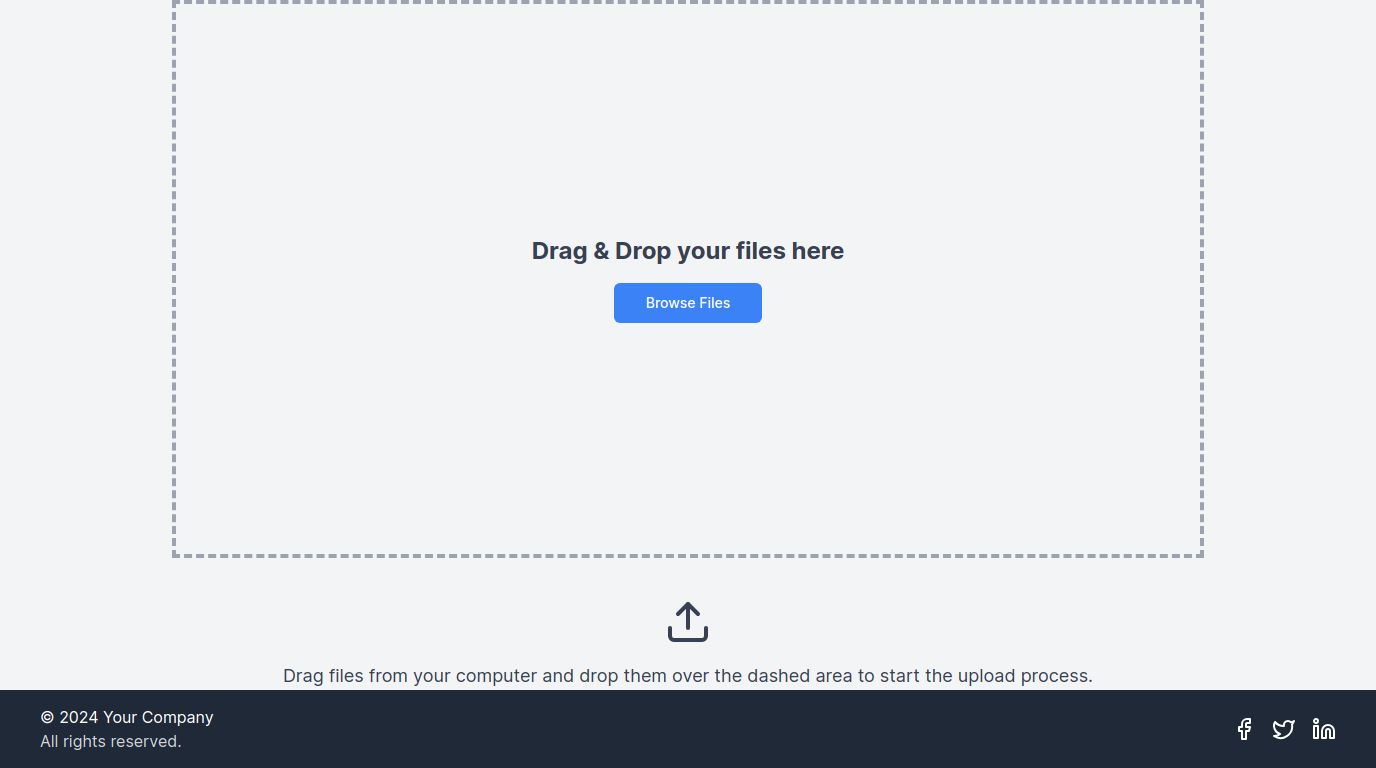 Drag & Drop your files here
Browse Files
Drag files from your computer and drop them over the dashed area to start the upload process.
© 2024 Your Company
All rights reserved.